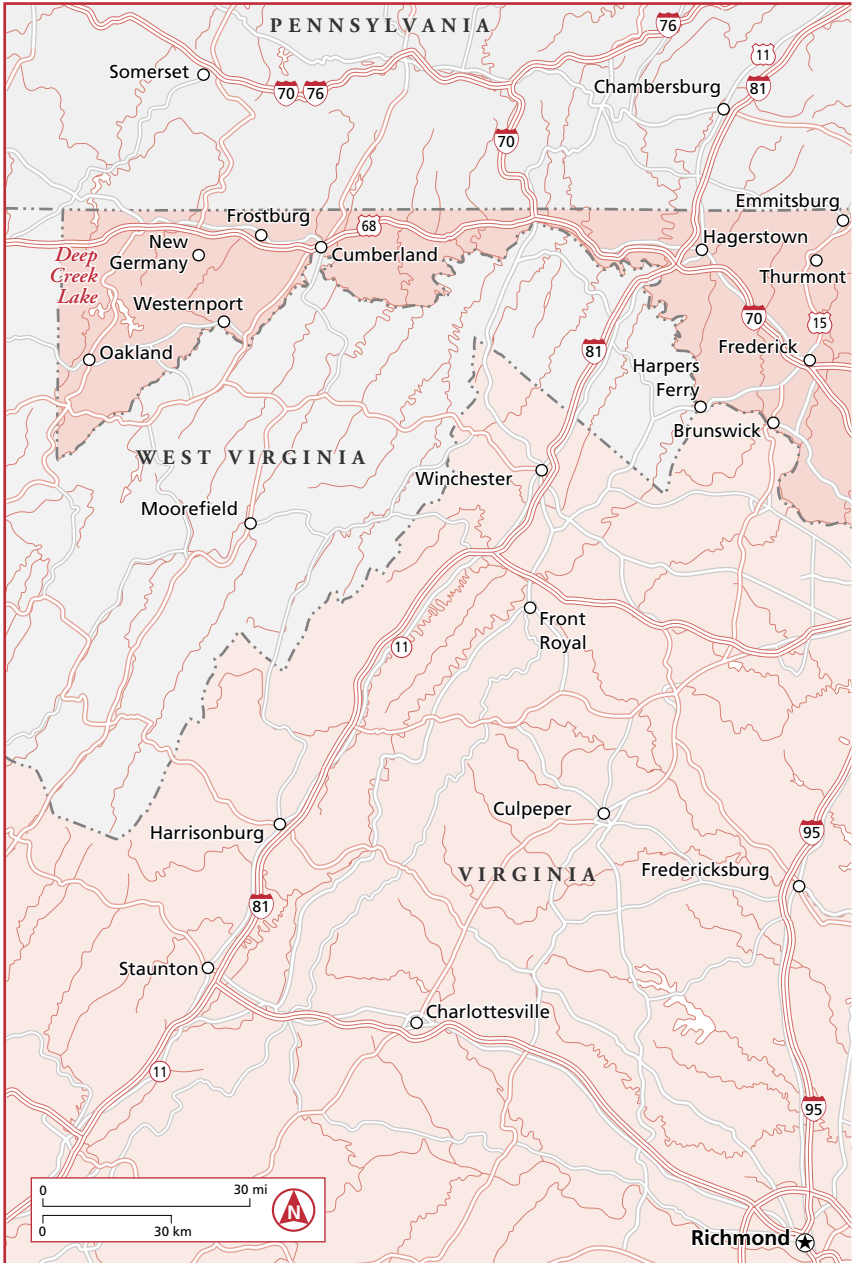 PENNSYLVANIA
76
11
Somerset
Chambersburg
81
70
76
70
Emmitsburg
Frostburg
68
New
Germany
Cumberland
Hagerstown
Deep
Creek
Lake
Thurmont
Westernport
70
15
Oakland
81
Frederick
Harpers
Ferry
Brunswick
WEST VIRGINIA
Winchester
Moorefield
Front
Royal
11
Culpeper
Harrisonburg
95
VIRGINIA
Fredericksburg
81
Staunton
Charlottesville
11
95
0
30 mi
0
30 km
N
Richmond